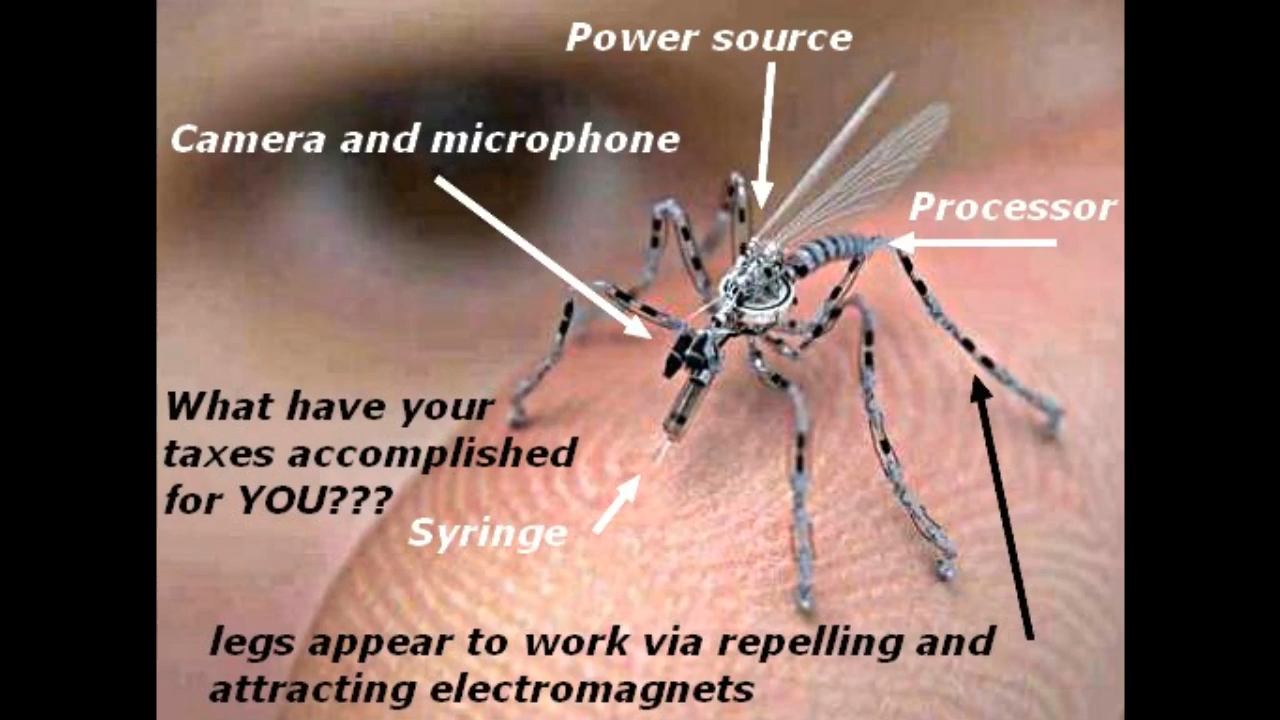 Power source
Camera and microphone
Processor
What have your
taxes accomplished
for YOU???
Syringe
legs appear to work via repelling and
attracting electromagnets